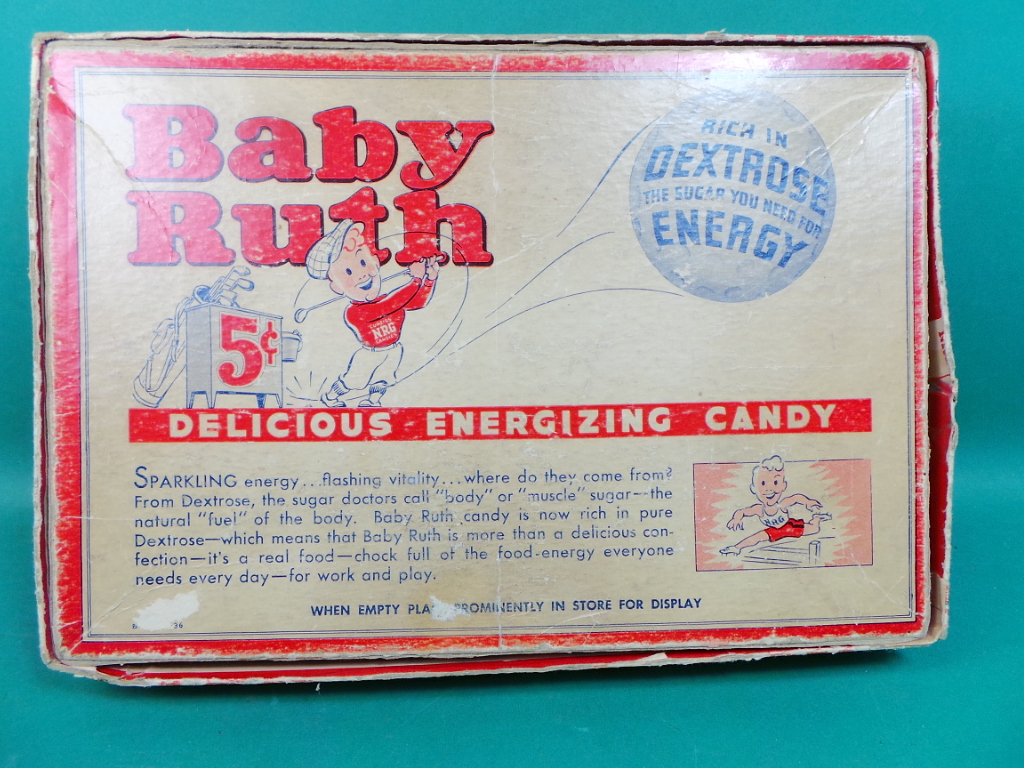 Baby
Ruth
RICH IN
DEXTROSE
THE SUGAR YOU NEED FOR
ENERGY
5¢
NRG
DELICIOUS ENERGIZING CANDY
SPARKLING energy...flashing vitality...where do they come from?
From Dextrose, the sugar doctors call "body" or "muscle" sugar—the
natural "fuel" of the body. Baby Ruth candy is now rich in pure
Dextrose—which means that Baby Ruth is more than a delicious con-
fection—it's a real food—chock full of the food-energy everyone
needs every day—for work and play.
NRG
WHEN EMPTY PROMINENTLY IN STORE FOR DISPLAY
36